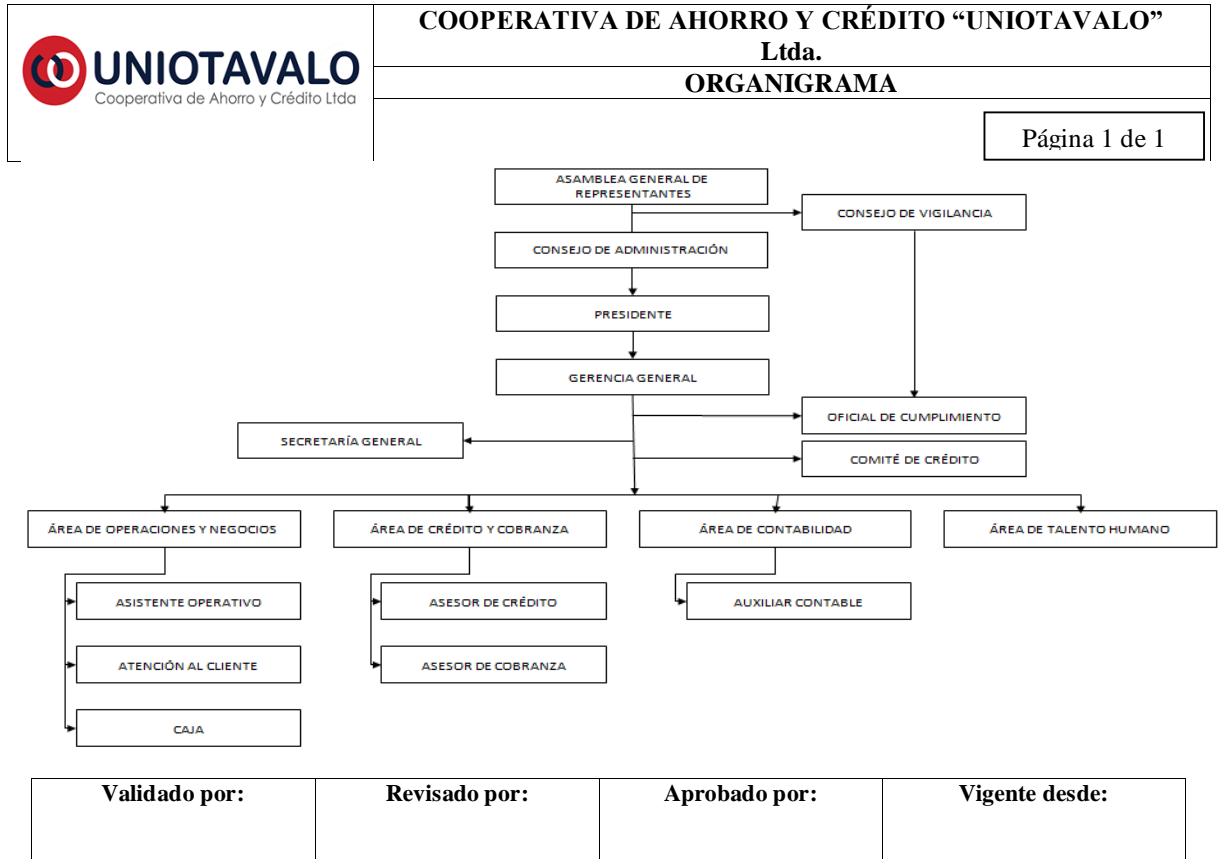 UNIOTAVALO
Cooperativa de Ahorro y Crédito Ltda
COOPERATIVA DE AHORRO Y CRÉDITO “UNIOTAVALO”
Ltda.
ORGANIGRAMA
Página 1 de 1
ASAMBLEA GENERAL DE
REPRESENTANTES
CONSEJO DE VIGILANCIA
CONSEJO DE ADMINISTRACIÓN
PRESIDENTE
GERENCIA GENERAL
OFICIAL DE CUMPLIMIENTO
SECRETARÍA GENERAL
COMITÉ DE CRÉDITO
ÁREA DE OPERACIONES Y NEGOCIOS
ÁREA DE CRÉDITO Y COBRANZA
ÁREA DE CONTABILIDAD
ÁREA DE TALENTO HUMANO
ASISTENTE OPERATIVO
ASESOR DE CRÉDITO
AUXILIAR CONTABLE
ATENCIÓN AL CLIENTE
ASESOR DE COBRANZA
CAJA
Validado por:
Revisado por:
Aprobado por:
Vigente desde: